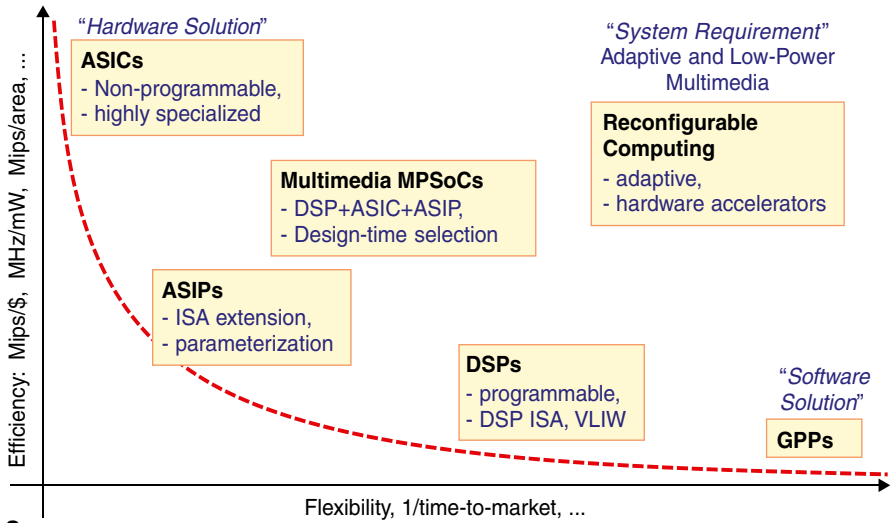 “Hardware Solution”
ASICs
- Non-programmable,
- highly specialized
“System Requirement”
Adaptive and Low-Power
Multimedia
Reconfigurable
Computing
- adaptive,
- hardware accelerators
Multimedia MPSoCs
- DSP+ASIC+ASIP,
- Design-time selection
ASIPs
- ISA extension,
- parameterization
DSPs
- programmable,
- DSP ISA, VLIW
“Software
Solution”
GPPs
Efficiency: Mips/$, MHz/mW, Mips/area, ...
Flexibility, 1/time-to-market, ...